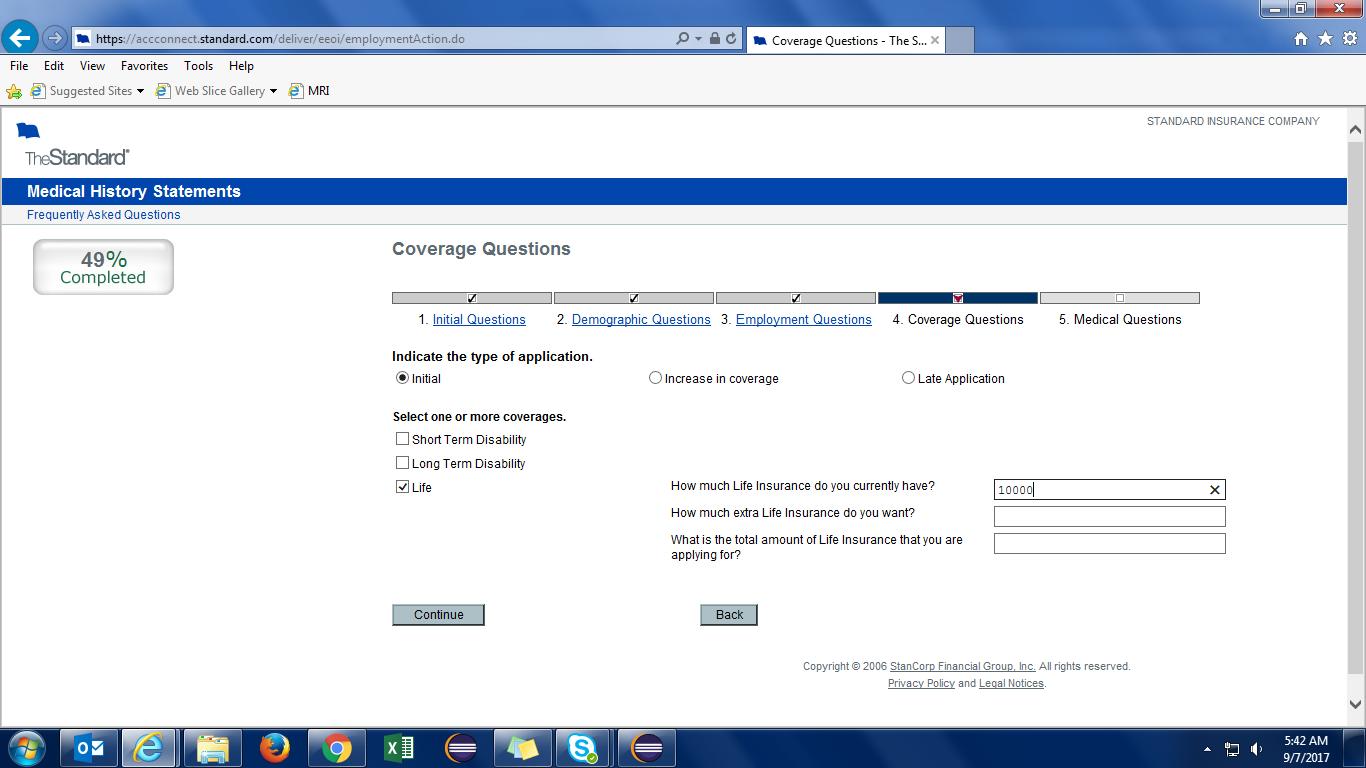 https://accconnect.standard.com/deliver/eeoi/employmentAction.do
Coverage Questions - The S...
File Edit View Favorites Tools Help
Suggested Sites Web Slice Gallery MRI
STANDARD INSURANCE COMPANY
TheStandard®
Medical History Statements
Frequently Asked Questions
49%
Completed
Coverage Questions
1. Initial Questions 2. Demographic Questions 3. Employment Questions 4. Coverage Questions 5. Medical Questions
Indicate the type of application.
Initial Increase in coverage Late Application
Select one or more coverages.
Short Term Disability
Long Term Disability
Life
How much Life Insurance do you currently have? 10000
How much extra Life Insurance do you want?
What is the total amount of Life Insurance that you are
applying for?
Continue Back
Copyright © 2006 StanCorp Financial Group, Inc. All rights reserved.
Privacy Policy and Legal Notices.
5:42 AM
9/7/2017